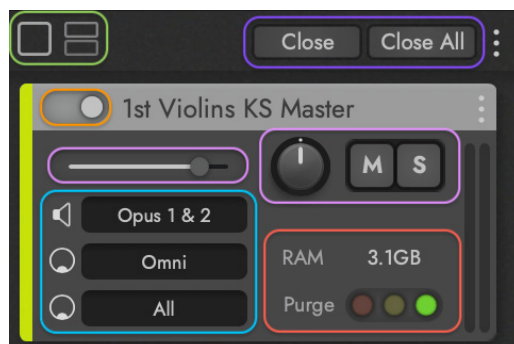 Close Close All
1st Violins KS Master
M S
Opus 1 & 2
Omni
All
RAM 3.1GB
Purge